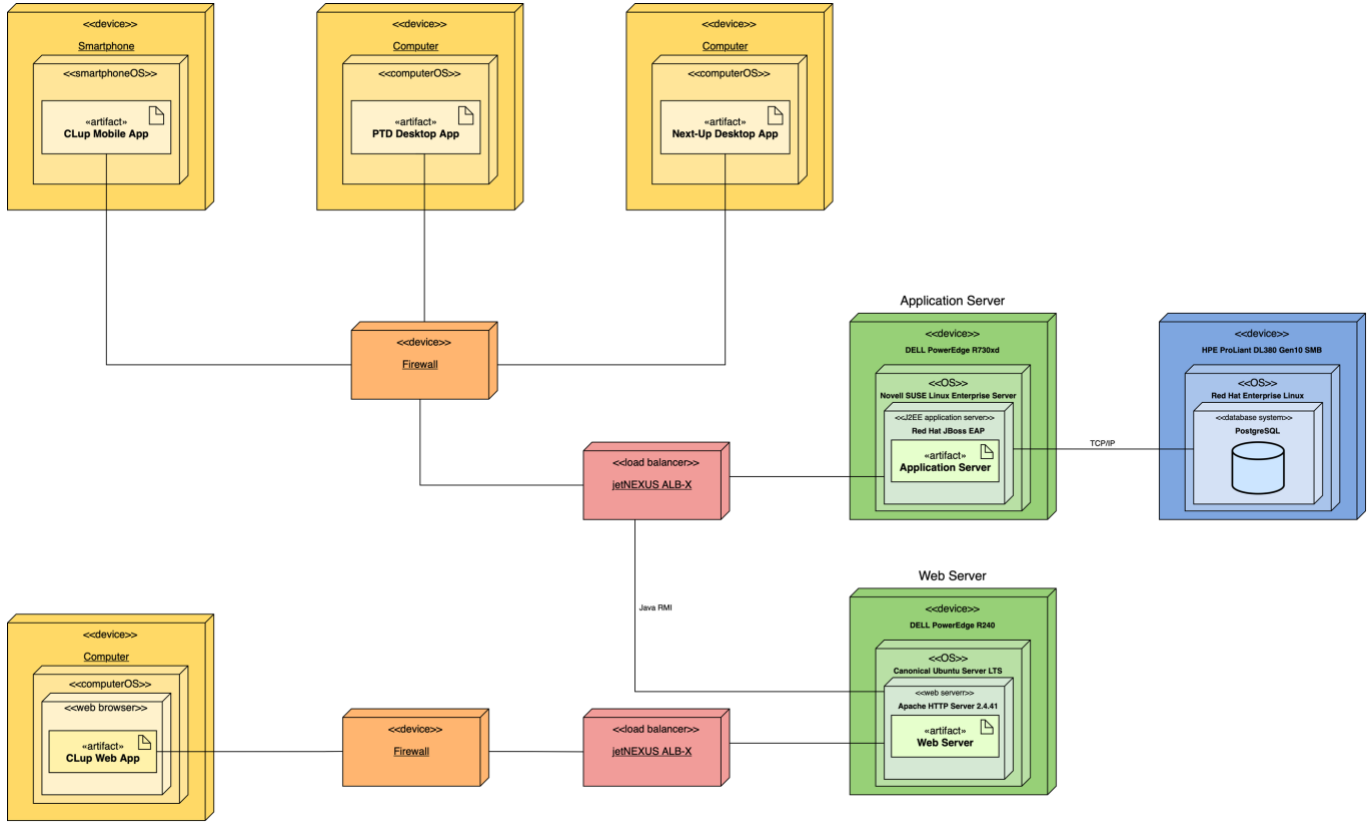 <<device>>
Smartphone
<<smartphoneOS>>
«artifact»
CLup Mobile App
<<device>>
Computer
<<computerOS>>
«artifact»
PTD Desktop App
<<device>>
Computer
<<computerOS>>
«artifact»
Next-Up Desktop App
<<device>>
Firewall
<<load balancer>>
jetNEXUS ALB-X
Application Server
<<device>>
DELL PowerEdge R730xd
<<OS>>
Novell SUSE Linux Enterprise Server
<<J2EE application server>>
Red Hat JBoss EAP
«artifact»
Application Server
TCP/IP
<<device>>
HPE ProLiant DL380 Gen10 SMB
<<OS>>
Red Hat Enterprise Linux
<<database system>>
PostgreSQL
Java RMI
Web Server
<<device>>
DELL PowerEdge R240
<<OS>>
Canonical Ubuntu Server LTS
<<web server>>
Apache HTTP Server 2.4.41
«artifact»
Web Server
<<device>>
Computer
<<computerOS>>
<<web browser>>
«artifact»
CLup Web App
<<device>>
Firewall
<<load balancer>>
jetNEXUS ALB-X